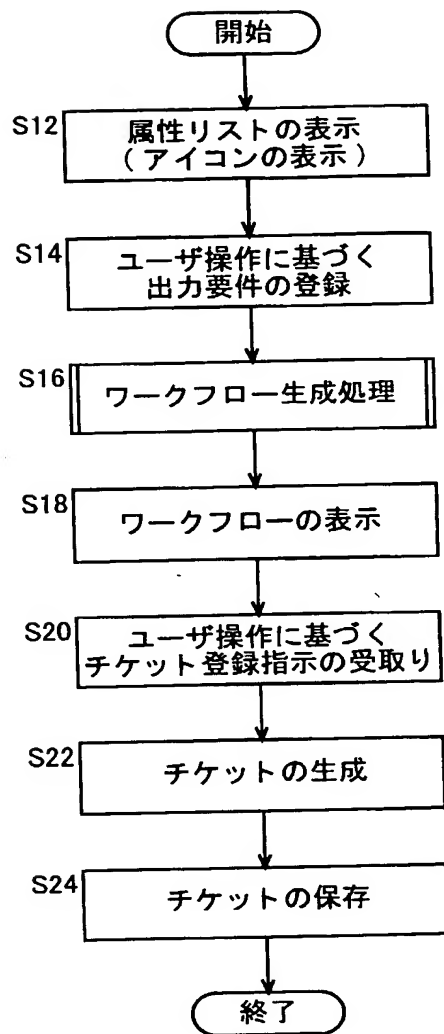 開始
S12
属性リストの表示
(アイコンの表示)
S14
ユーザ操作に基づく
出力要件の登録
S16
ワークフロー生成処理
S18
ワークフローの表示
S20
ユーザ操作に基づく
チケット登録指示の受取り
S22
チケットの生成
S24
チケットの保存
終了